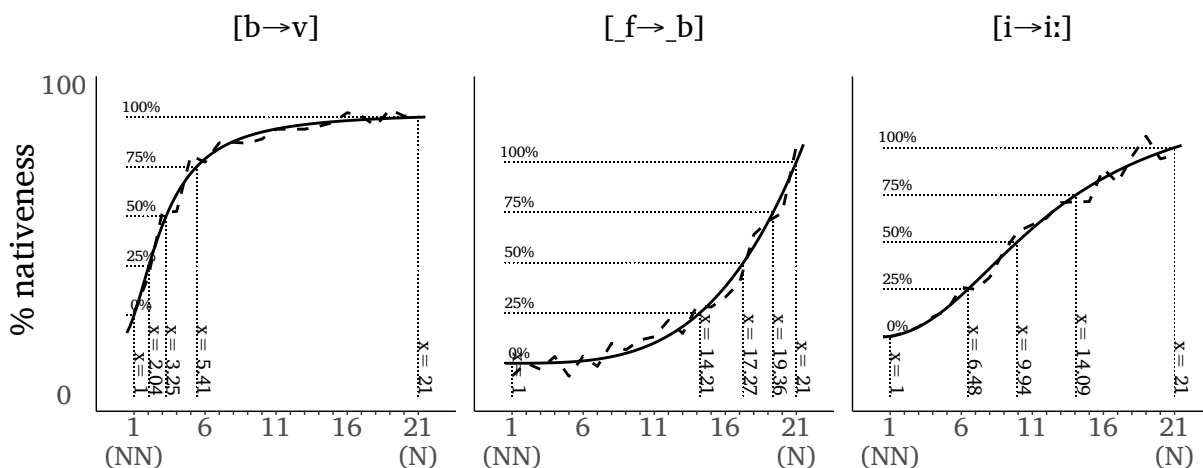 [b→v]
[_f→_b]
[i→iː]
% nativeness
100
0
100%
75%
50%
25%
0%
x = 1
x = 2.04
x = 3.25
x = 5.41
x = 21
1
6
11
16
21
(NN)
(N)
100%
75%
50%
25%
0%
x = 1
x = 14.21
x = 17.27
x = 19.36
x = 21
1
6
11
16
21
(NN)
(N)
100%
75%
50%
25%
0%
x = 1
x = 6.48
x = 9.94
x = 14.09
x = 21
1
6
11
16
21
(NN)
(N)